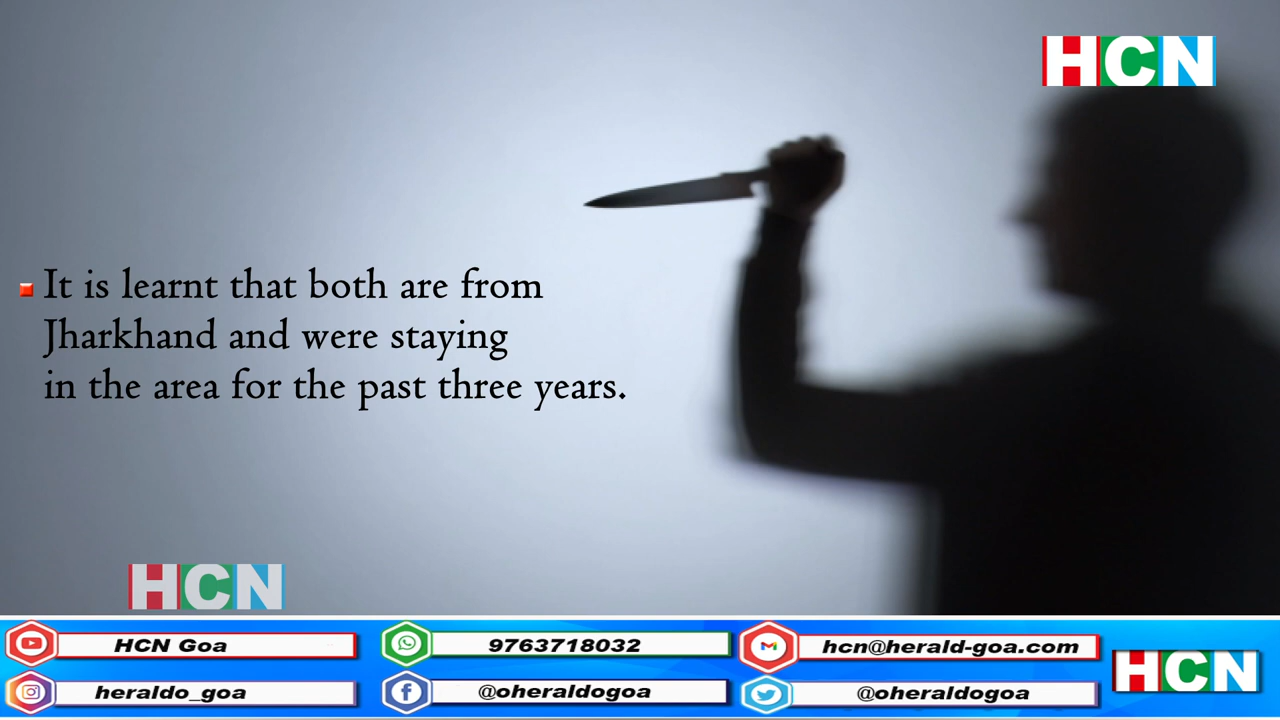 HCN
It is learnt that both are from
Jharkhand and were staying
in the area for the past three years.
HCN
HCN Goa
9763718032
hcn@herald-goa.com
HCN
heraldo_goa
@oheraldogoa
@oheraldogoa